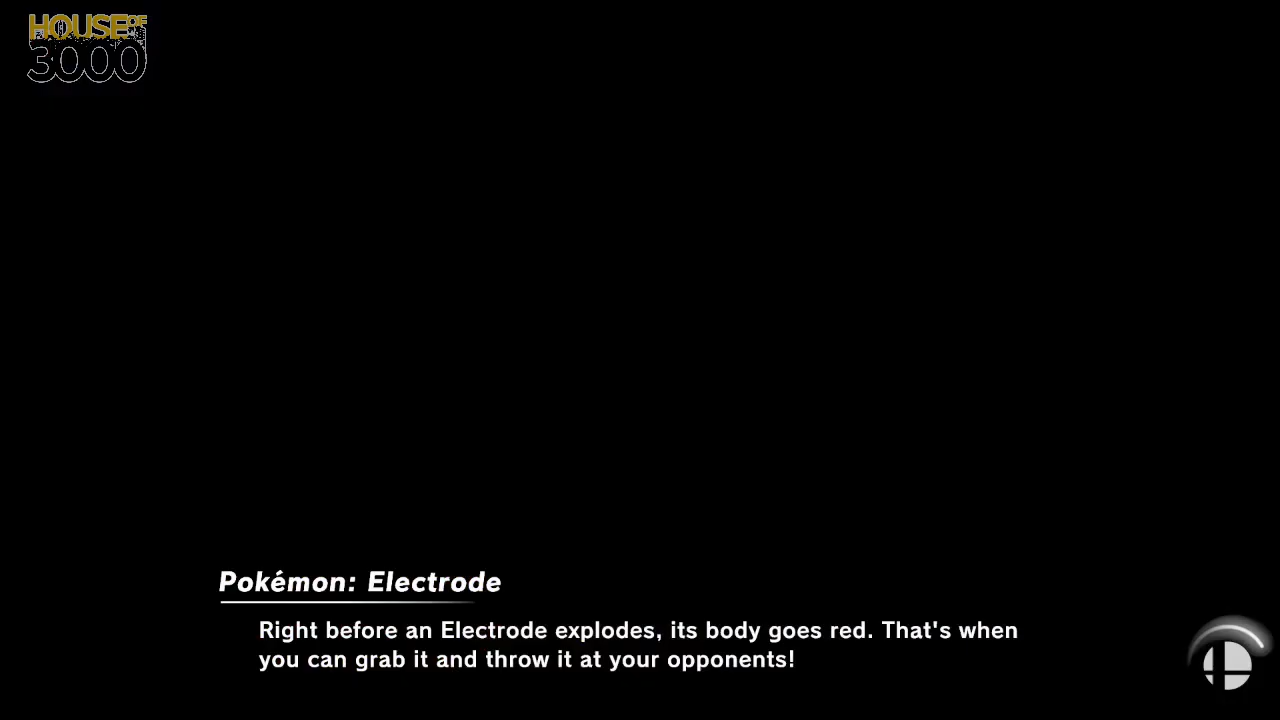 HOUSE OF
3000
Pokémon: Electrode
Right before an Electrode explodes, its body goes red. That's when
you can grab it and throw it at your opponents!